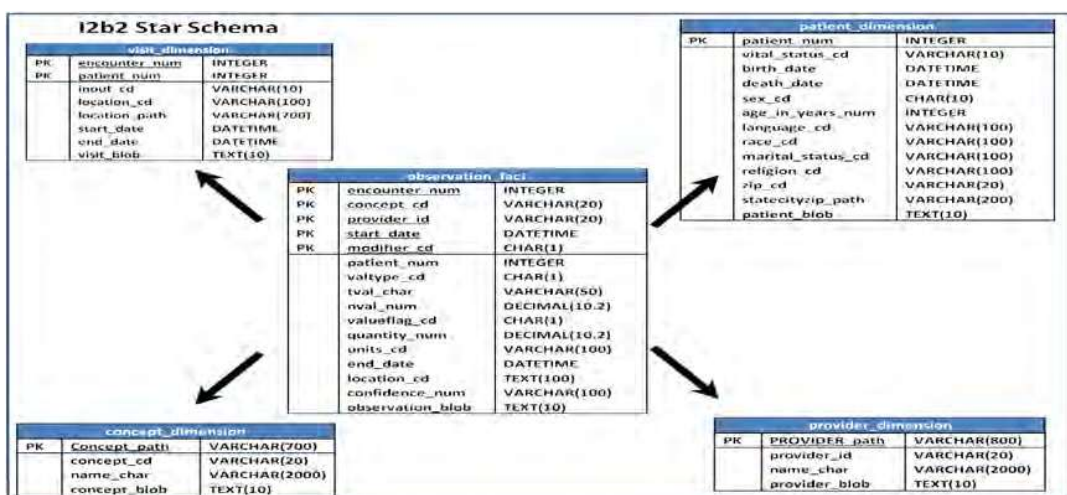 I2b2 Star Schema
visit_dimension
PK encounter_num INTEGER
PK patient_num INTEGER
inout_cd VARCHAR(10)
location_cd VARCHAR(100)
location_path VARCHAR(700)
start_date DATETIME
end_date DATETIME
visit_blob TEXT(10)
patient_dimension
PK patient_num INTEGER
vital_status_cd VARCHAR(10)
birth_date DATETIME
death_date DATETIME
sex_cd CHAR(10)
age_in_years_num INTEGER
language_cd VARCHAR(100)
race_cd VARCHAR(100)
marital_status_cd VARCHAR(100)
religion_cd VARCHAR(100)
zip_cd VARCHAR(20)
statecityzip_path VARCHAR(200)
patient_blob TEXT(10)
observation_fact
PK encounter_num INTEGER
PK concept_cd VARCHAR(20)
PK provider_id VARCHAR(20)
PK start_date DATETIME
PK modifier_cd CHAR(1)
patient_num INTEGER
valtype_cd CHAR(1)
tval_char VARCHAR(50)
nval_num DECIMAL(10.2)
valueflag_cd CHAR(1)
quantity_num DECIMAL(10.2)
units_cd VARCHAR(100)
end_date DATETIME
location_cd TEXT(100)
confidence_num VARCHAR(100)
observation_blob TEXT(10)
concept_dimension
PK Concept_path VARCHAR(700)
concept_cd VARCHAR(20)
name_char VARCHAR(2000)
concept_blob TEXT(10)
provider_dimension
PK PROVIDER_path VARCHAR(800)
provider_id VARCHAR(20)
name_char VARCHAR(2000)
provider_blob TEXT(10)